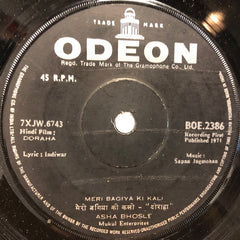 TRADE MARK
ODEON
Regd. Trade Mark of The Gramophone Co., Ltd.
45 R.P.M.
7XJW.6743
BOE.2386
Hindi Film :
DORAHA
Recording First
Published 1971
Lyric : Indiwar
Music :
Sapan Jagmohan
MERI BAGIYA KI KALI
मेरी बगिया की कली - "दोराहा"
ASHA BHOSLE
Mukul Enterprises